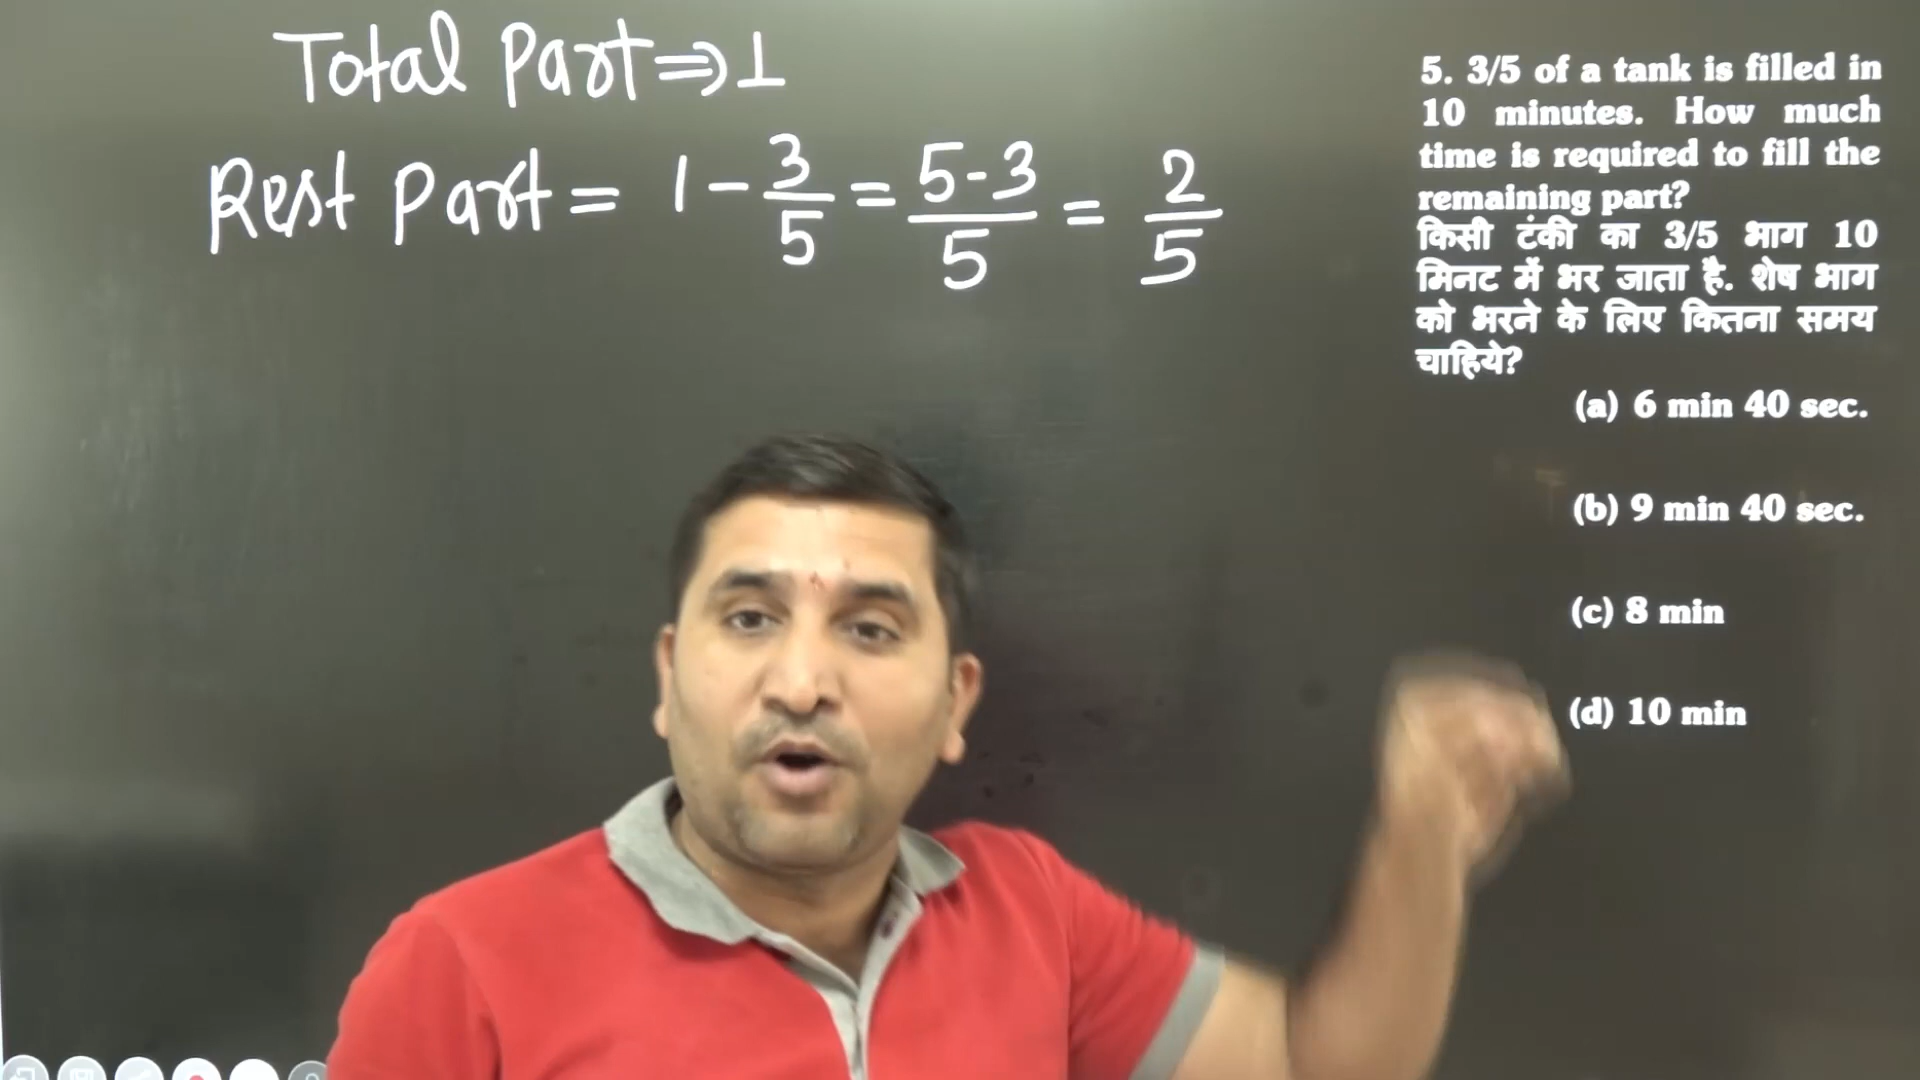 Total Part ⇒ 1
Rest Part = 1 - 3/5 = 5-3/5 = 2/5
5. 3/5 of a tank is filled in
10 minutes. How much
time is required to fill the
remaining part?
किसी टंकी का 3/5 भाग 10
मिनट में भर जाता है. शेष भाग
को भरने के लिए कितना समय
चाहिये?
(a) 6 min 40 sec.
(b) 9 min 40 sec.
(c) 8 min
(d) 10 min